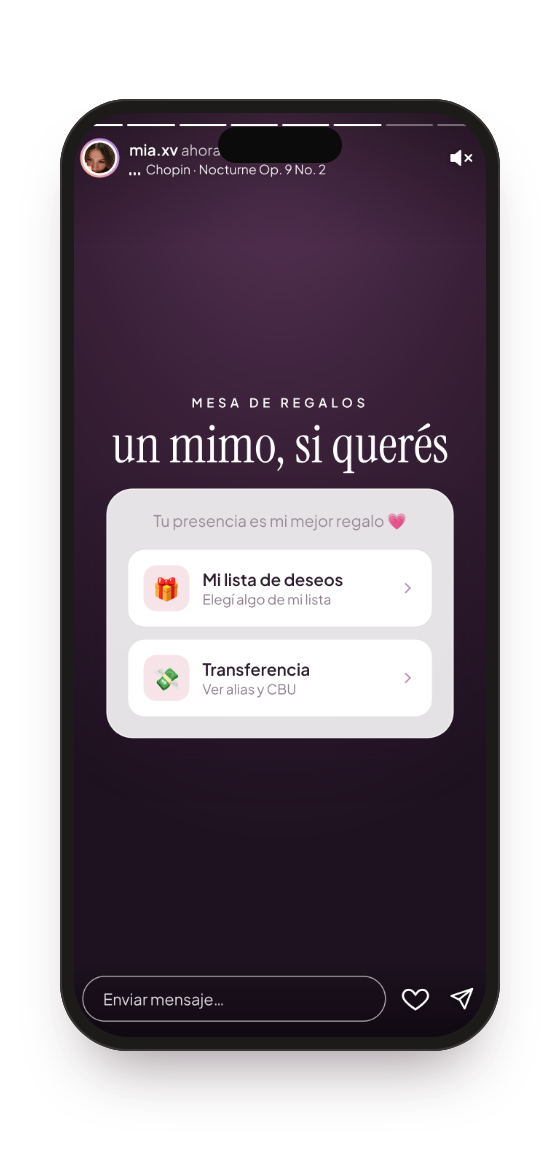 mia.xv ahora
Chopin · Nocturne Op. 9 No. 2
MESA DE REGALOS
un mimo, si querés
Tu presencia es mi mejor regalo 💗
Mi lista de deseos
Elegí algo de mi lista
Transferencia
Ver alias y CBU
Enviar mensaje...